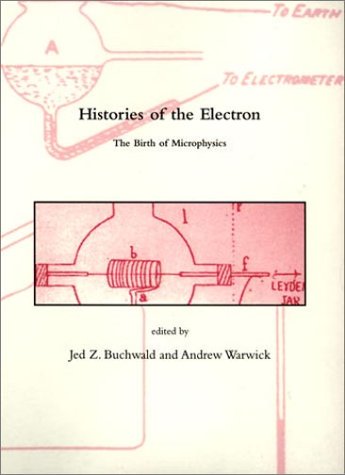 TO EARTH
A
TO ELECTROMETER
Histories of the Electron
The Birth of Microphysics
l
r
b
f
a
LEYDEN
JAR
edited by
Jed Z. Buchwald and Andrew Warwick